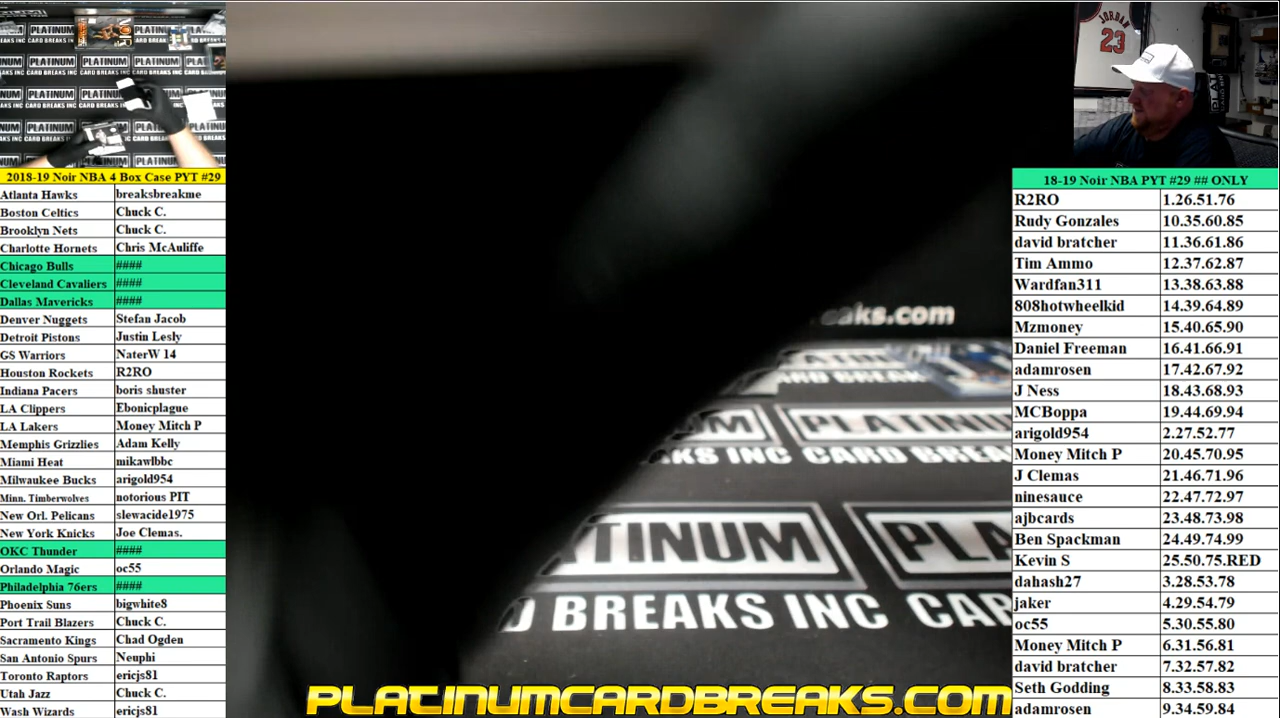 2018-19 Noir NBA 4 Box Case PYT #29
Atlanta Hawks breaksbreakme
Boston Celtics Chuck C.
Brooklyn Nets Chuck C.
Charlotte Hornets Chris McAuliffe
Chicago Bulls ####
Cleveland Cavaliers ####
Dallas Mavericks ####
Denver Nuggets Stefan Jacob
Detroit Pistons Justin Lesly
GS Warriors NaterW 14
Houston Rockets R2RO
Indiana Pacers boris shuster
LA Clippers Ebonicplague
LA Lakers Money Mitch P
Memphis Grizzlies Adam Kelly
Miami Heat mikawlbbc
Milwaukee Bucks arigold954
Minn. Timberwolves notorious PIT
New Orl. Pelicans slewacide1975
New York Knicks Joe Clemas.
OKC Thunder ####
Orlando Magic oc55
Philadelphia 76ers ####
Phoenix Suns bigwhite8
Port Trail Blazers Chuck C.
Sacramento Kings Chad Ogden
San Antonio Spurs Neuphi
Toronto Raptors ericjs81
Utah Jazz Chuck C.
Wash Wizards ericjs81
PLATINUM
CARD BREAKS INC
JORDAN
23
aks.com
PLATINUM
CARD BREA
TINUM PLA
D BREAKS INC CAR
PLATINUMCARDBREAKS.COM
18-19 Noir NBA PYT #29 ## ONLY
R2RO 1.26.51.76
Rudy Gonzales 10.35.60.85
david bratcher 11.36.61.86
Tim Ammo 12.37.62.87
Wardfan311 13.38.63.88
808hotwheelkid 14.39.64.89
Mzmoney 15.40.65.90
Daniel Freeman 16.41.66.91
adamrosen 17.42.67.92
J Ness 18.43.68.93
MCBoppa 19.44.69.94
arigold954 2.27.52.77
Money Mitch P 20.45.70.95
J Clemas 21.46.71.96
ninesauce 22.47.72.97
ajbcards 23.48.73.98
Ben Spackman 24.49.74.99
Kevin S 25.50.75.RED
dahash27 3.28.53.78
jaker 4.29.54.79
oc55 5.30.55.80
Money Mitch P 6.31.56.81
david bratcher 7.32.57.82
Seth Godding 8.33.58.83
adamrosen 9.34.59.84